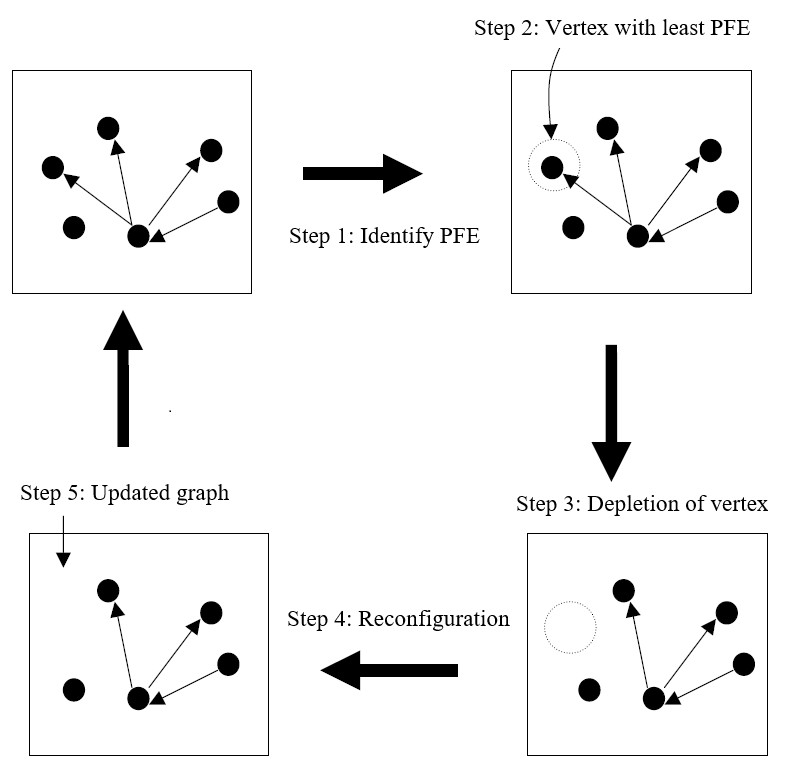 Step 2: Vertex with least PFE
Step 1: Identify PFE
Step 5: Updated graph
Step 3: Depletion of vertex
Step 4: Reconfiguration